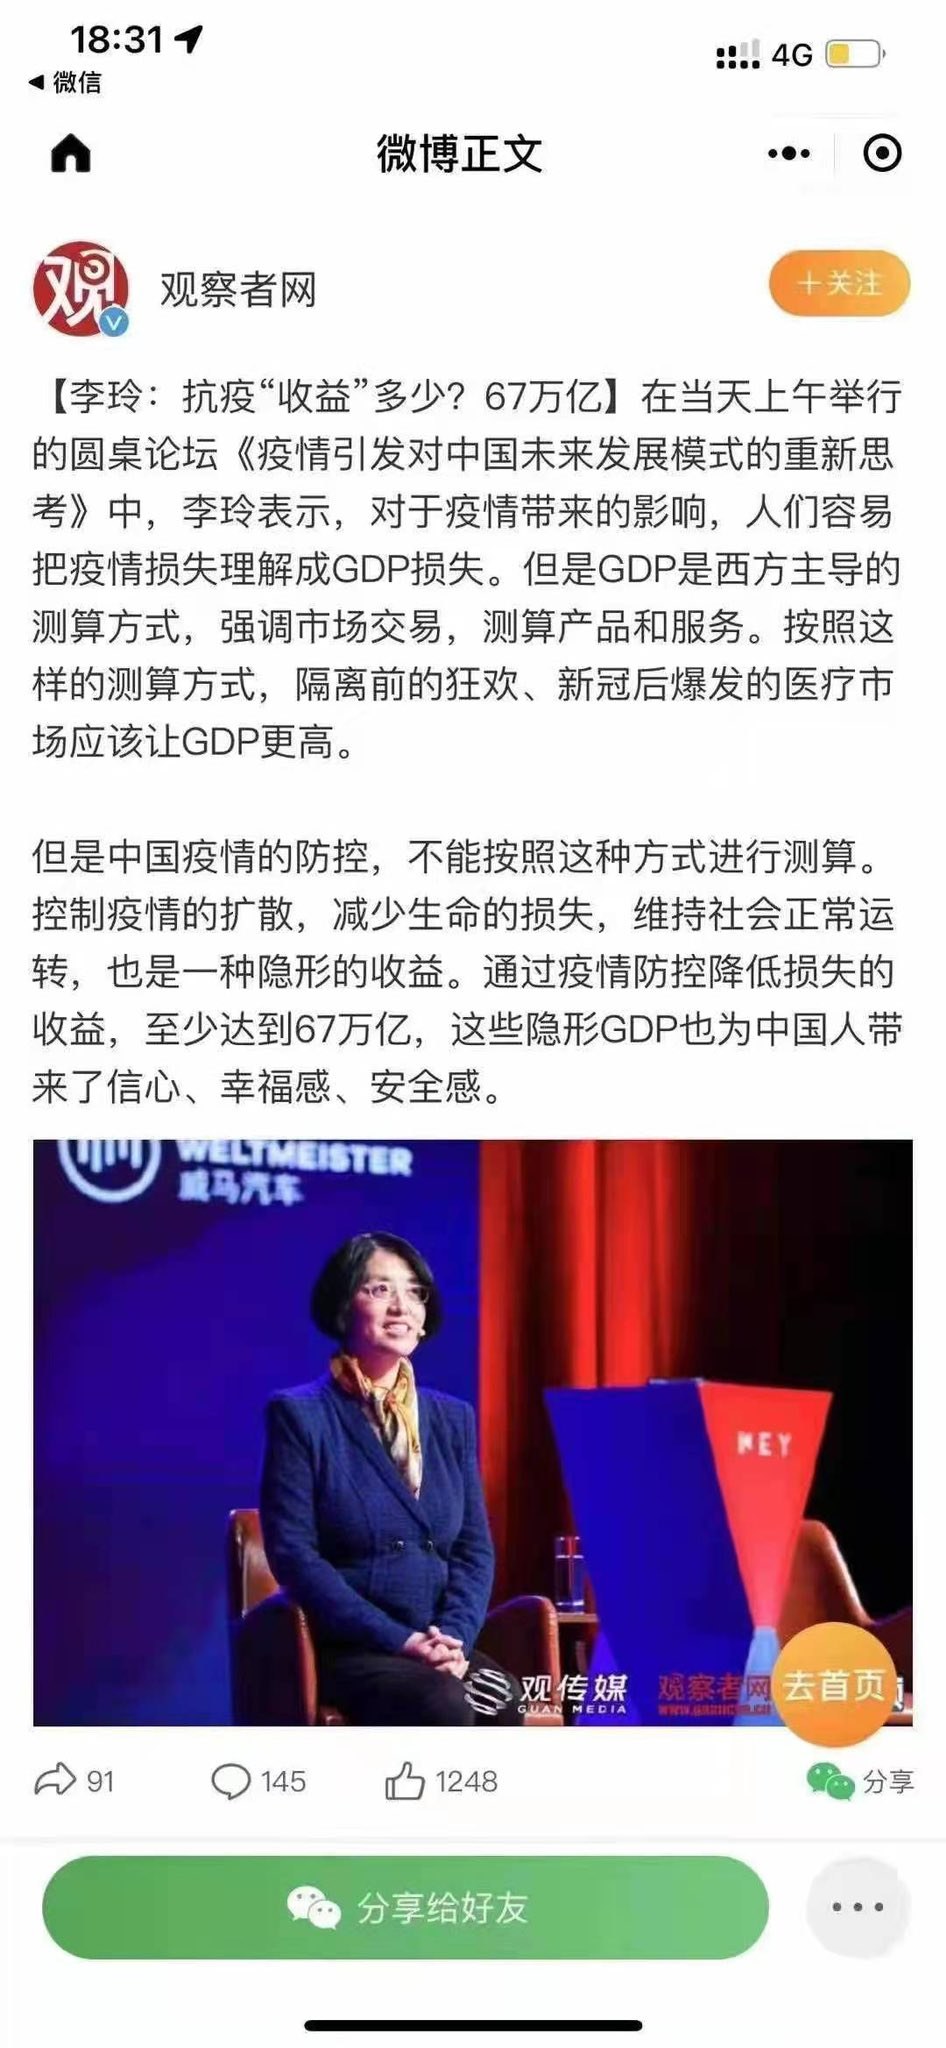 18:31
4G
微信
微博正文
观
观察者网
+关注
【李玲：抗疫“收益”多少？67万亿】在当天上午举行
的圆桌论坛《疫情引发对中国未来发展模式的重新思
考》中，李玲表示，对于疫情带来的影响，人们容易
把疫情损失理解成GDP损失。但是GDP是西方主导的
测算方式，强调市场交易，测算产品和服务。按照这
样的测算方式，隔离前的狂欢、新冠后爆发的医疗市
场应该让GDP更高。
但是中国疫情的防控，不能按照这种方式进行测算。
控制疫情的扩散，减少生命的损失，维持社会正常运
转，也是一种隐形的收益。通过疫情防控降低损失的
收益，至少达到67万亿，这些隐形GDP也为中国人带
来了信心、幸福感、安全感。
WELTMEISTER
威马汽车
HEY
观传媒
GUAN MEDIA
观察者网
去首页
91
145
1248
分享
分享给好友